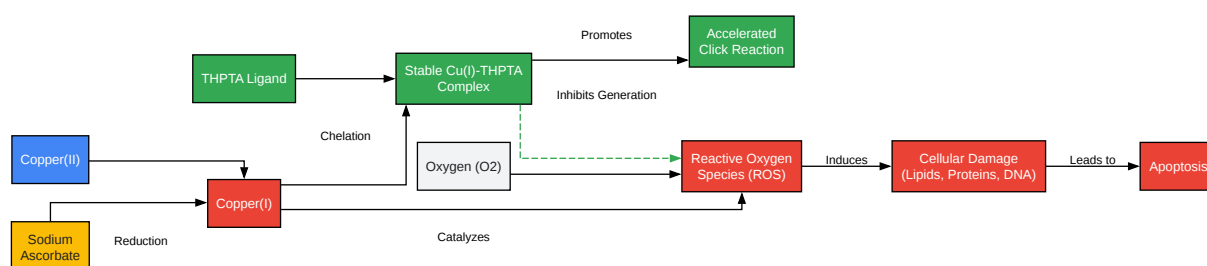 Promotes
Accelerated
Click Reaction
THPTA Ligand
Stable Cu(I)-THPTA
Complex
Inhibits Generation
Chelation
Copper(II)
Oxygen (O2)
Reactive Oxygen
Species (ROS)
Induces
Cellular Damage
(Lipids, Proteins, DNA)
Leads to
Apoptosis
Copper(I)
Sodium
Ascorbate
Reduction
Catalyzes